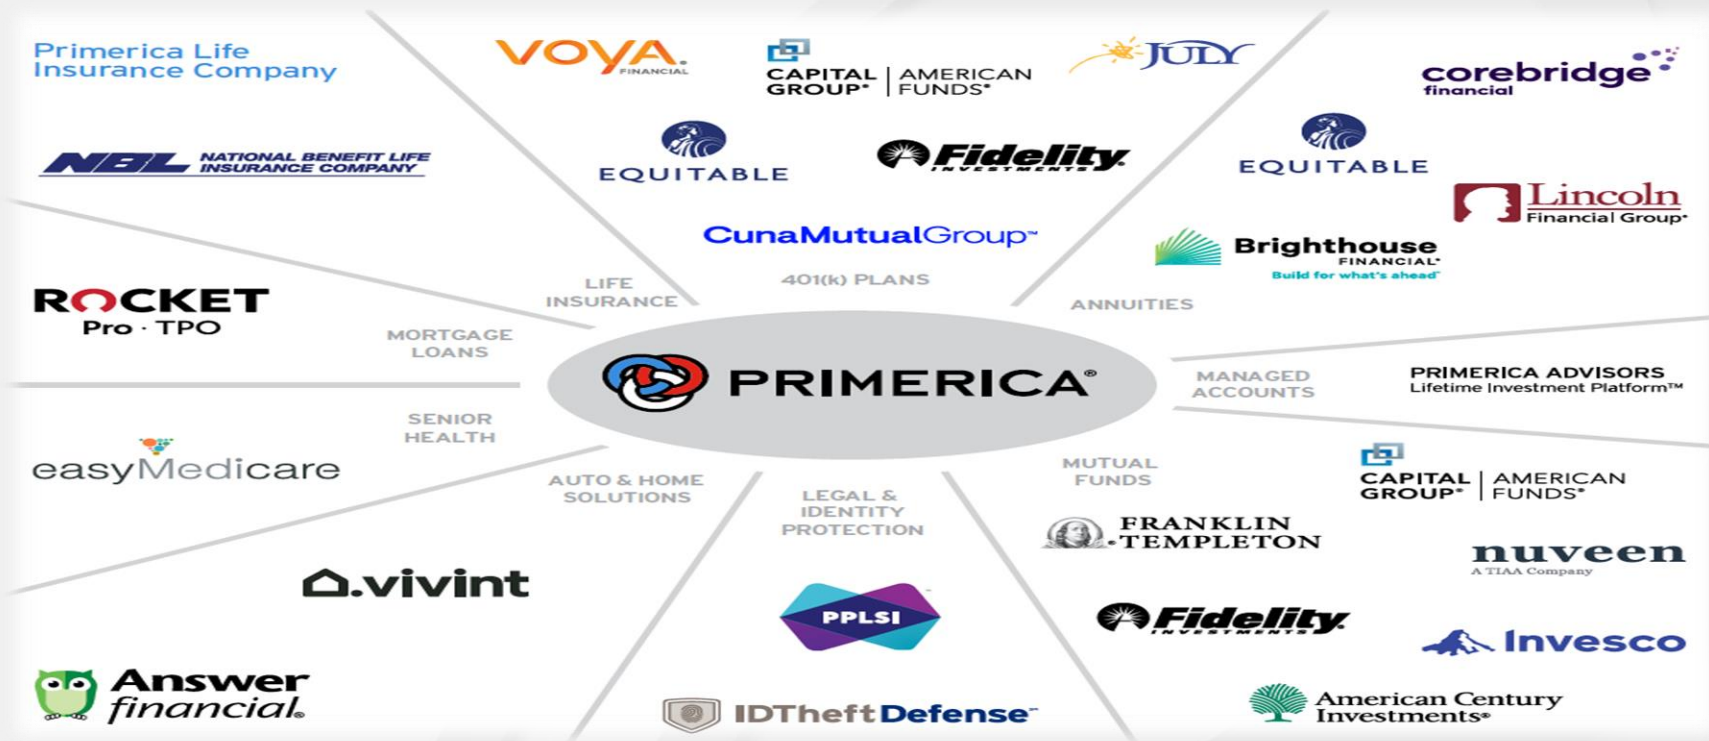 Primerica Life
Insurance Company
NBL NATIONAL BENEFIT LIFE
INSURANCE COMPANY
LIFE
INSURANCE
VOYA
FINANCIAL
CAPITAL GROUP® | AMERICAN FUNDS®
JULY
EQUITABLE
Fidelity
INVESTMENTS
CunaMutualGroup™
401(k) PLANS
corebridge
financial
EQUITABLE
Lincoln
Financial Group®
Brighthouse
FINANCIAL®
Build for what's ahead℠
ANNUITIES
ROCKET
Pro · TPO
MORTGAGE
LOANS
PRIMERICA®
MANAGED
ACCOUNTS
PRIMERICA ADVISORS
Lifetime Investment Platform™
SENIOR
HEALTH
easyMedicare
AUTO & HOME
SOLUTIONS
vivint
Answer
financial®
LEGAL &
IDENTITY
PROTECTION
PPLSI
IDTheftDefense℠
MUTUAL
FUNDS
CAPITAL GROUP® | AMERICAN FUNDS®
FRANKLIN
TEMPLETON
nuveen
A TIAA Company
Fidelity
INVESTMENTS
Invesco
American Century
Investments®